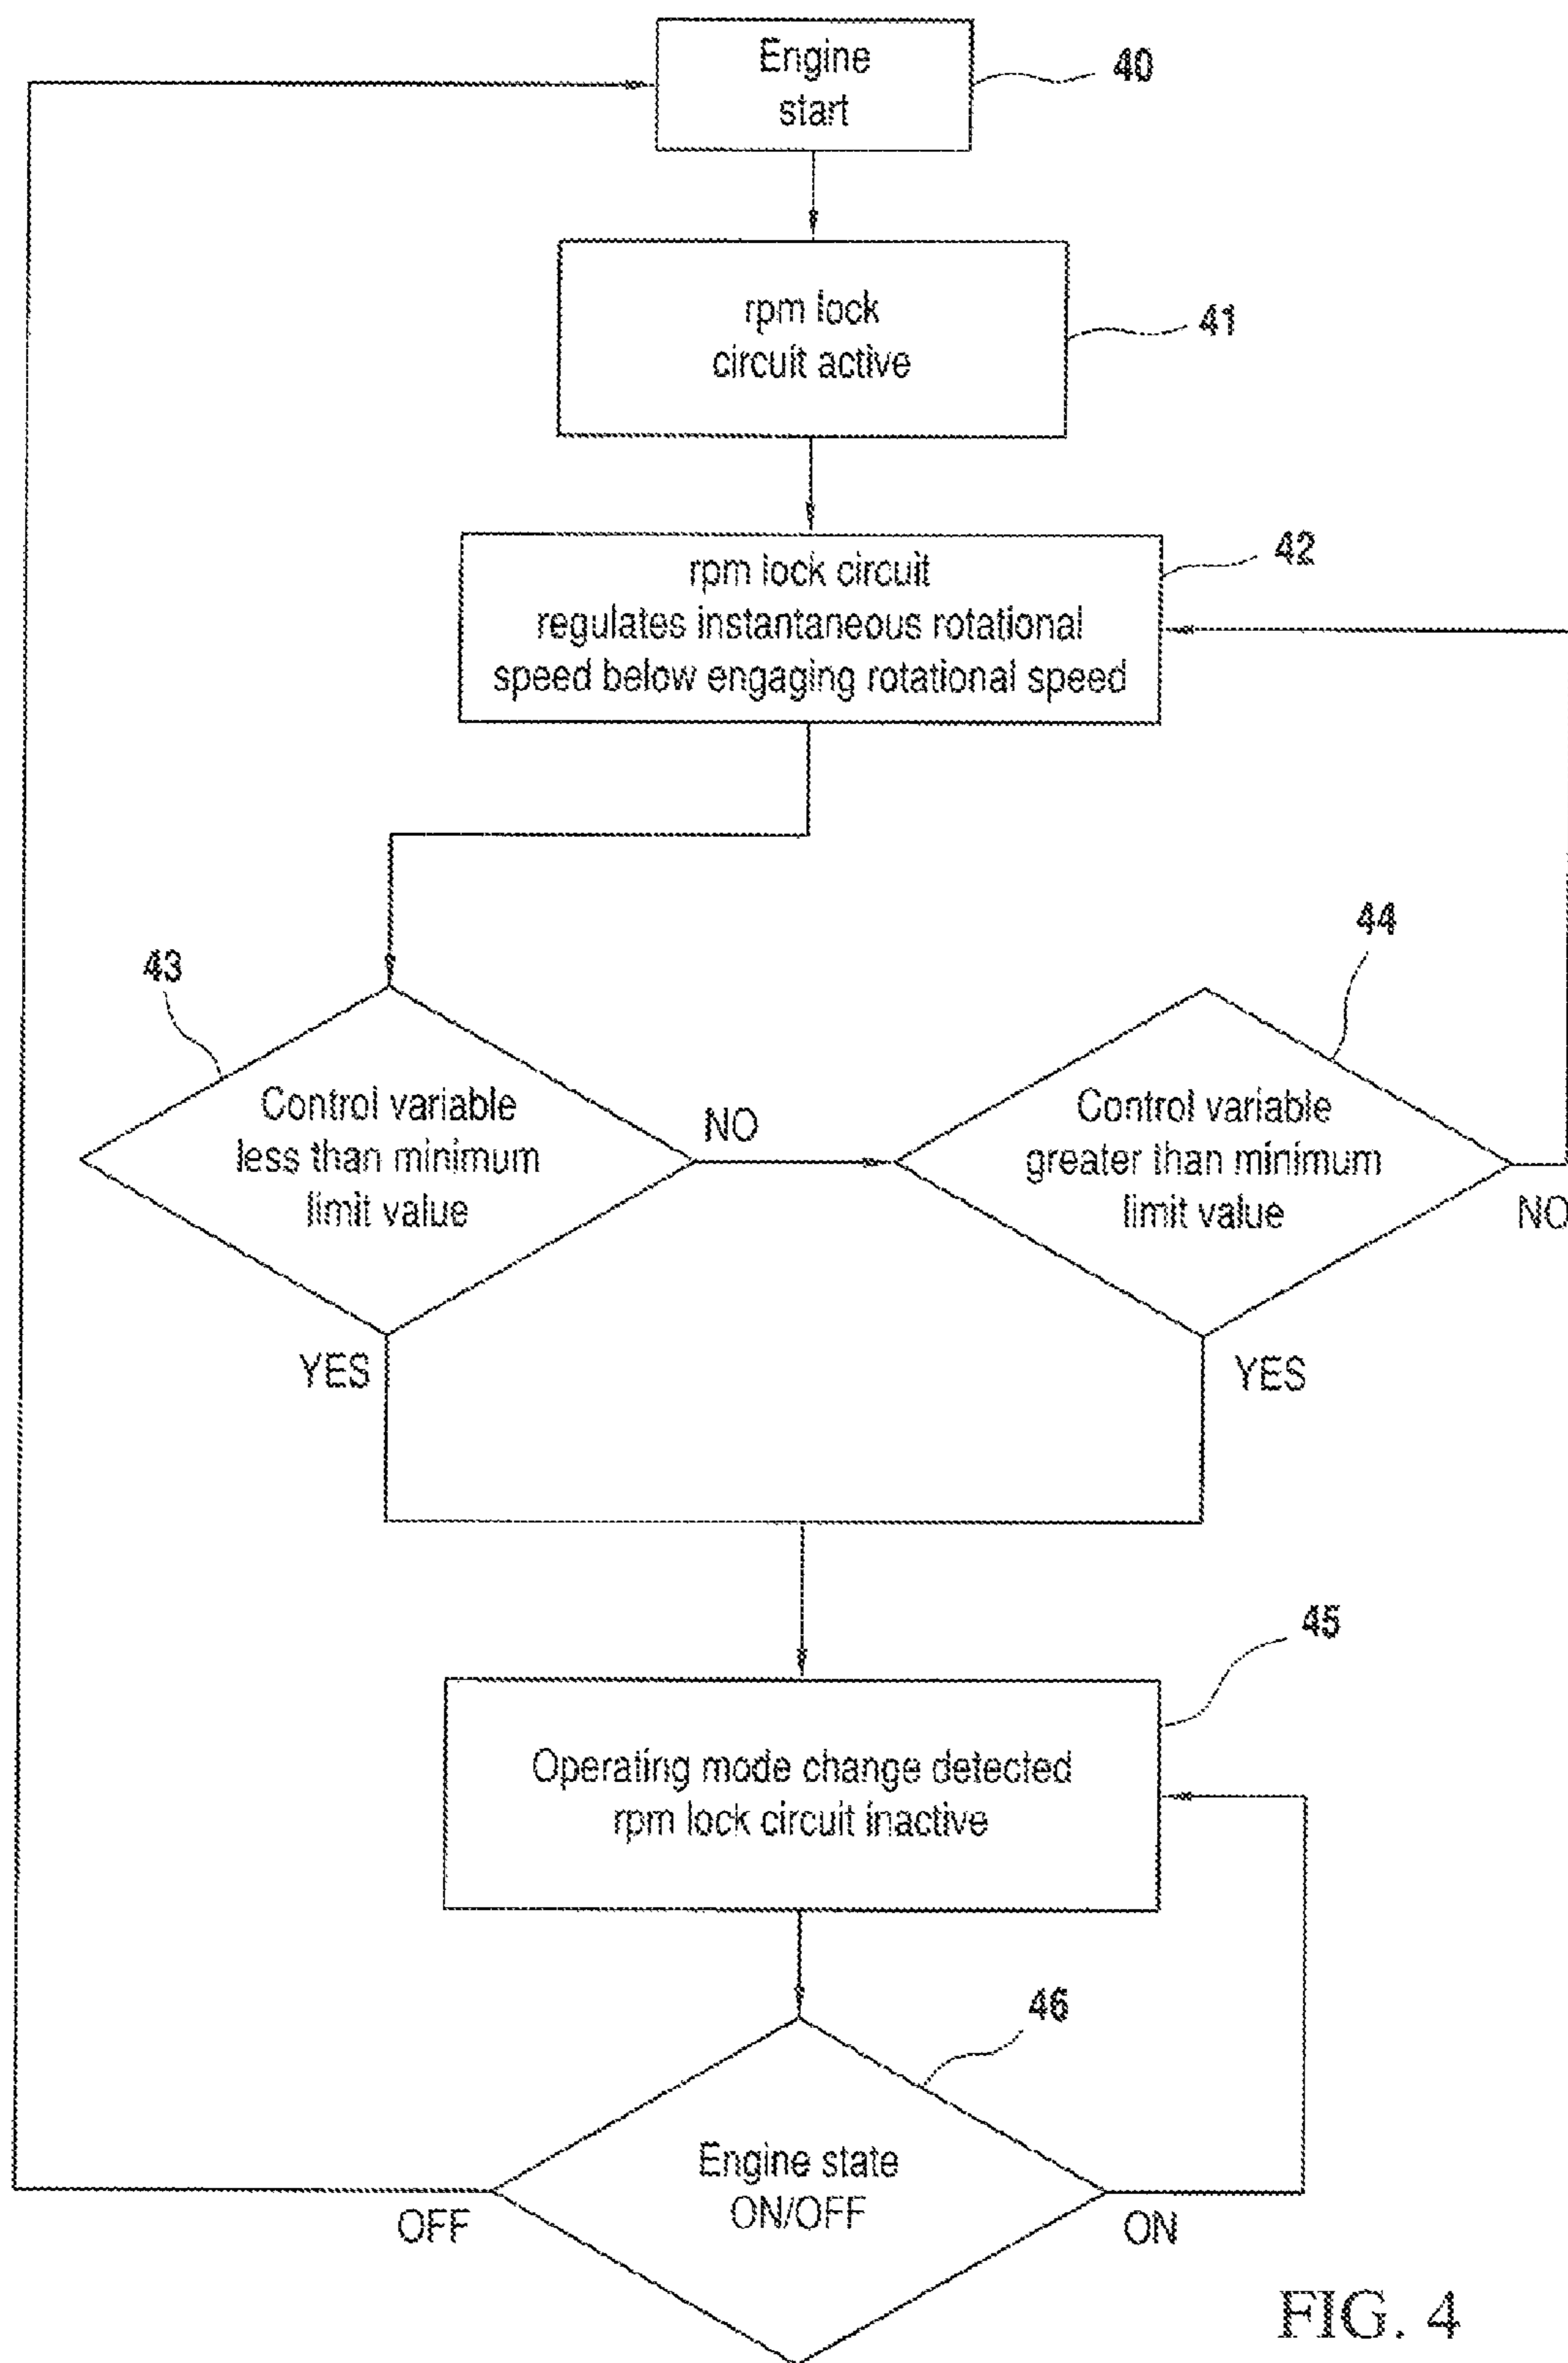 Engine
start
40
rpm lock
circuit active
41
rpm lock circuit
regulates instantaneous rotational
speed below engaging rotational speed
42
43
44
Control variable
less than minimum
limit value
NO
Control variable
greater than minimum
limit value
NO
YES
YES
45
Operating mode change detected
rpm lock circuit inactive
46
Engine state
ON/OFF
OFF
ON
FIG. 4